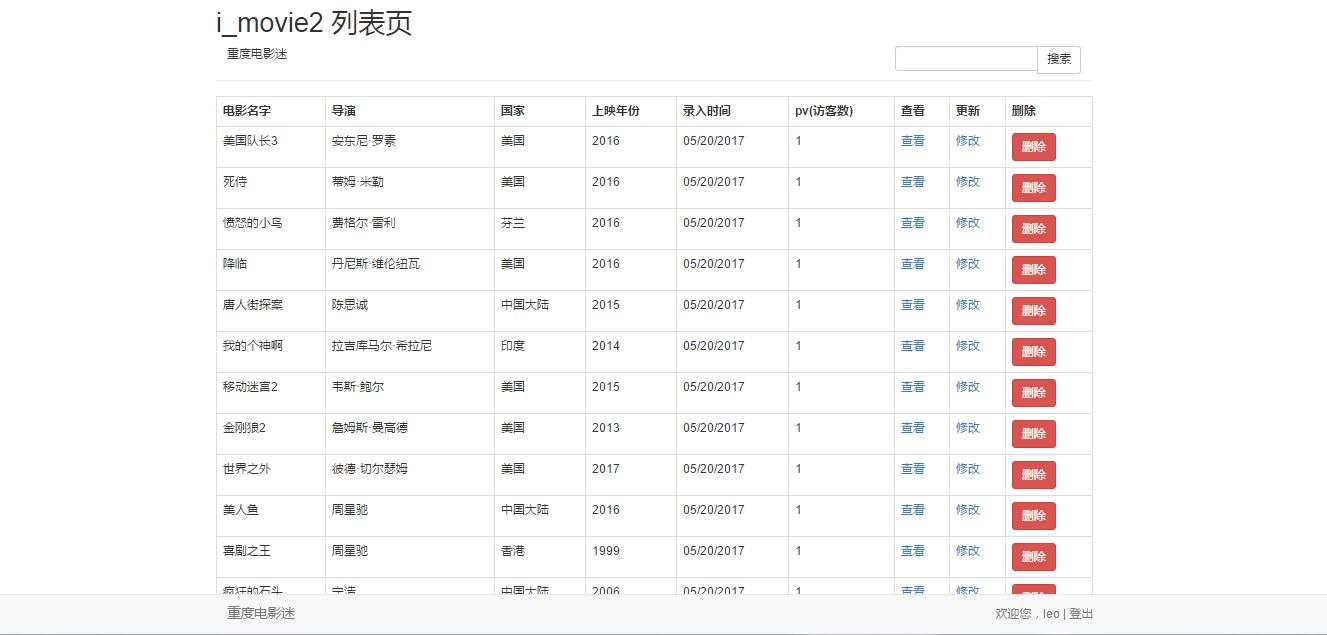 i_movie2 列表页
重度电影迷
搜索
电影名字 导演 国家 上映年份 录入时间 pv(访客数) 查看 更新 删除
美国队长3 安东尼·罗素 美国 2016 05/20/2017 1 查看 修改 删除
死侍 蒂姆·米勒 美国 2016 05/20/2017 1 查看 修改 删除
愤怒的小鸟 费格尔·雷利 芬兰 2016 05/20/2017 1 查看 修改 删除
降临 丹尼斯·维伦纽瓦 美国 2016 05/20/2017 1 查看 修改 删除
唐人街探案 陈思诚 中国大陆 2015 05/20/2017 1 查看 修改 删除
我的个神啊 拉吉库马尔·希拉尼 印度 2014 05/20/2017 1 查看 修改 删除
移动迷宫2 韦斯·鲍尔 美国 2015 05/20/2017 1 查看 修改 删除
金刚狼2 詹姆斯·曼高德 美国 2013 05/20/2017 1 查看 修改 删除
世界之外 彼德·切尔瑟姆 美国 2017 05/20/2017 1 查看 修改 删除
美人鱼 周星驰 中国大陆 2016 05/20/2017 1 查看 修改 删除
喜剧之王 周星驰 香港 1999 05/20/2017 1 查看 修改 删除
疯狂的石头 宁浩 中国大陆 2006 05/20/2017 1 查看 修改 删除
重度电影迷
欢迎您，leo | 登出